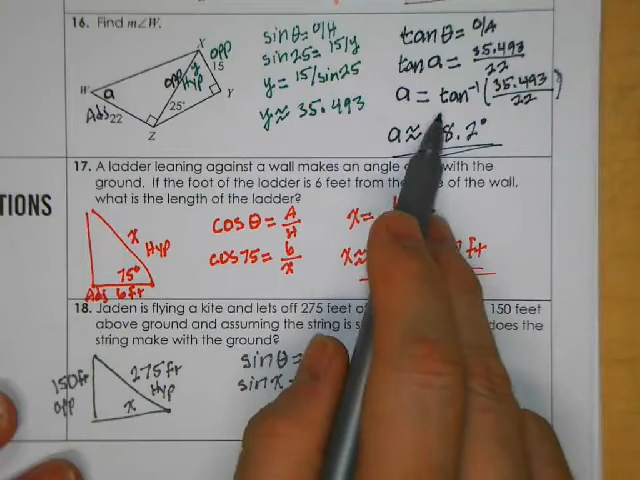 16. Find m∠W.
X
opp
15
y
opp
Hyp
W
a
Adj 22
25°
Y
Z
sinθ = O/H
sin25 = 15/y
y = 15/sin25
y ≈ 35.493
tanθ = O/A
tan a = 35.493/22
a = tan⁻¹(35.493/22)
a ≈ 8.2°
TIONS
17. A ladder leaning against a wall makes an angle with the
ground. If the foot of the ladder is 6 feet from the of the wall,
what is the length of the ladder?
x
Hyp
75°
Adj 6ft
cosθ = A/H
cos75 = 6/x
x =
x ≈ ft
18. Jaden is flying a kite and lets off 275 feet 150 feet
above ground and assuming the string is does the
string make with the ground?
150ft
opp
275ft
Hyp
x
sinθ =
sin x =